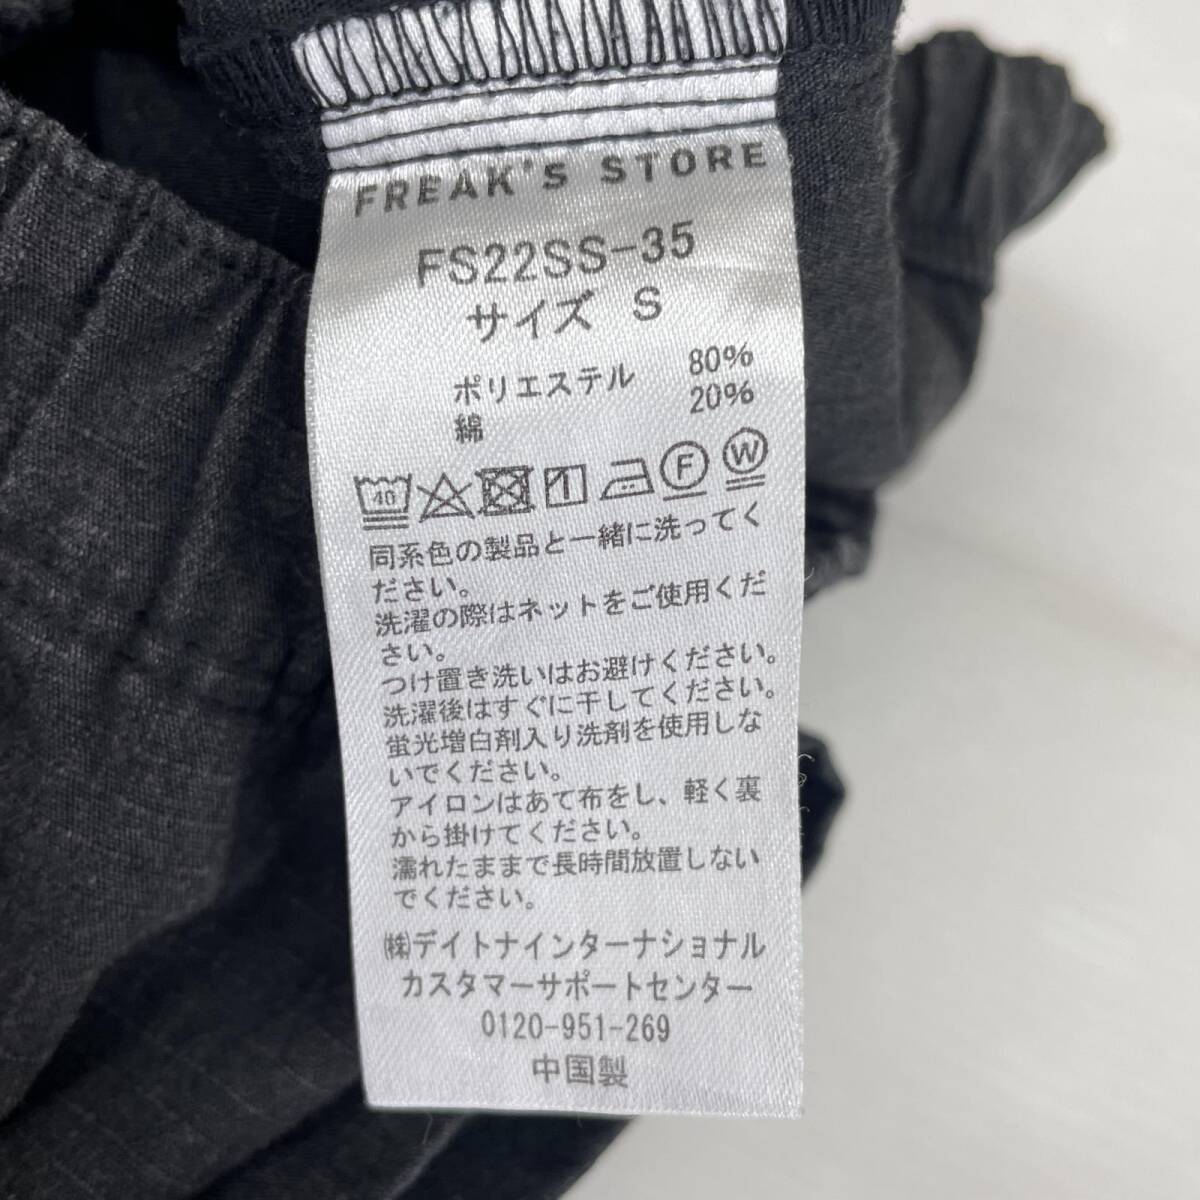 FREAK'S STORE
FS22SS-35
サイズ S
ポリエステル 80%
綿 20%
40 F W
同系色の製品と一緒に洗ってく
ださい。
洗濯の際はネットをご使用くだ
さい。
つけ置き洗いはお避けください。
洗濯後はすぐに干してください。
蛍光増白剤入り洗剤を使用しな
いでください。
アイロンはあて布をし、軽く裏
から掛けてください。
濡れたままで長時間放置しない
でください。
㈱デイトナインターナショナル
カスタマーサポートセンター
0120-951-269
中国製